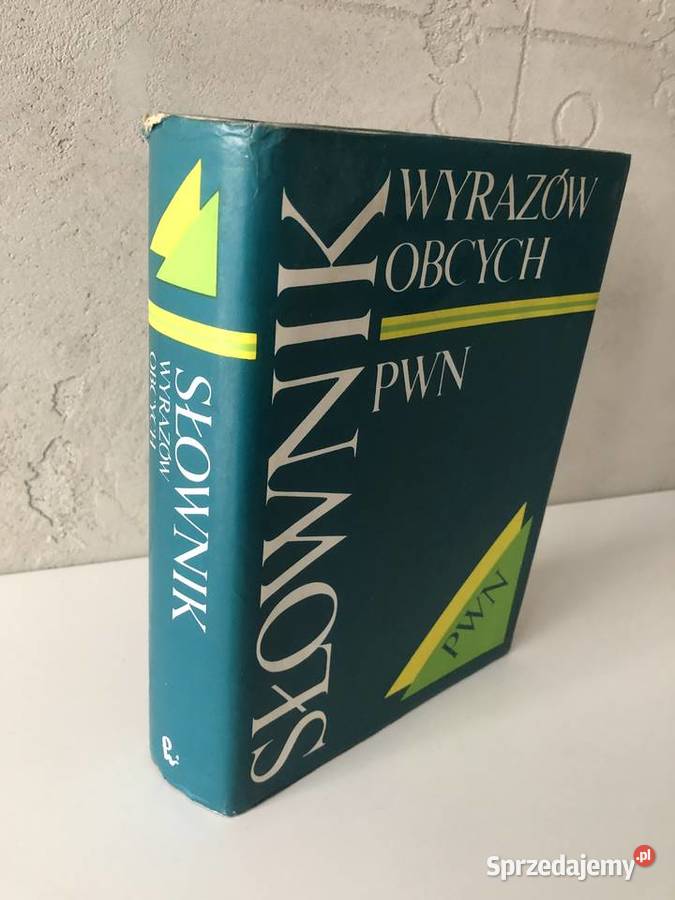 SŁOWNIK
WYRAZÓW
OBCYCH
SŁOWNIK
WYRAZÓW
OBCYCH
PWN
PWN
Sprzedajemy.pl